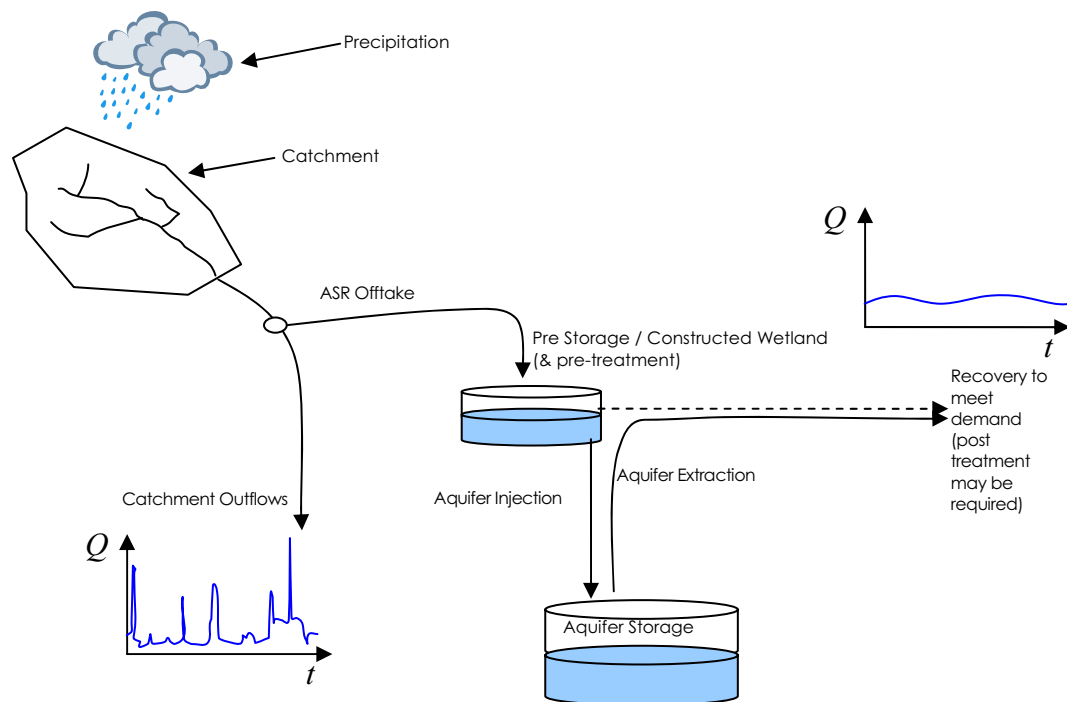 Precipitation
Catchment
Q
ASR Offtake
t
Pre Storage / Constructed Wetland
(& pre-treatment)
Recovery to
meet
demand
(post
treatment
may be
required)
Aquifer Extraction
Aquifer Injection
Catchment Outflows
Q
t
Aquifer Storage